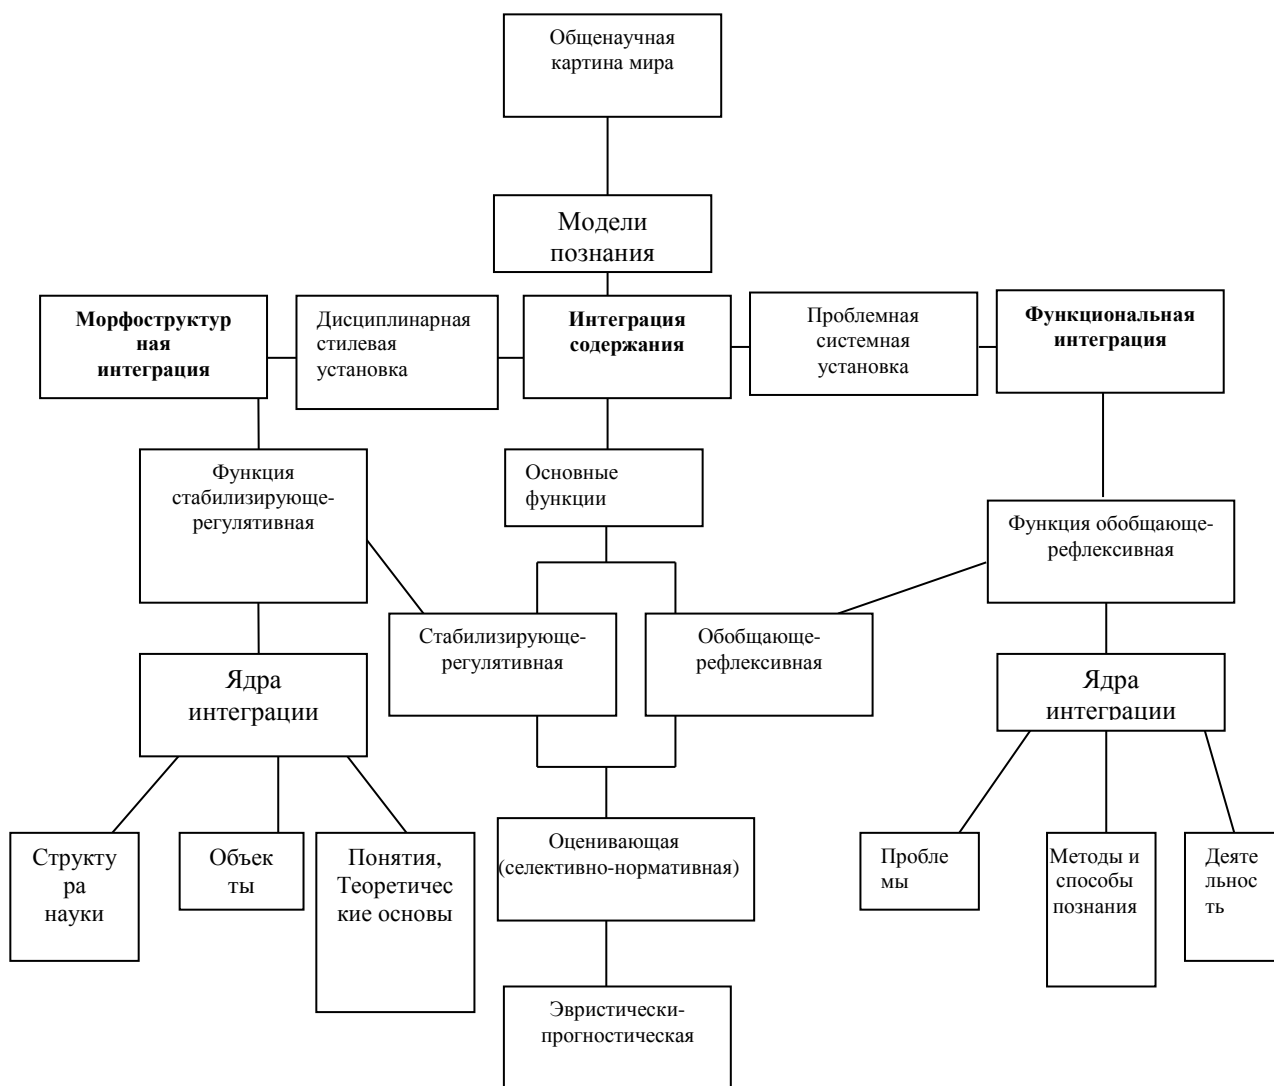 Общенаучная
картина мира
Модели
познания
Морфоструктур
ная
интеграция
Дисциплинарная
стилевая
установка
Интеграция
содержания
Проблемная
системная
установка
Функциональная
интеграция
Функция
стабилизирующе-
регулятивная
Основные
функции
Функция обобщающе-
рефлексивная
Стабилизирующе-
регулятивная
Обобщающе-
рефлексивная
Ядра
интеграции
Ядра
интеграции
Структу
ра
науки
Объек
ты
Понятия,
Теоретичес
кие основы
Оценивающая
(селективно-нормативная)
Пробле
мы
Методы и
способы
познания
Деяте
льнос
ть
Эвристически-
прогностическая